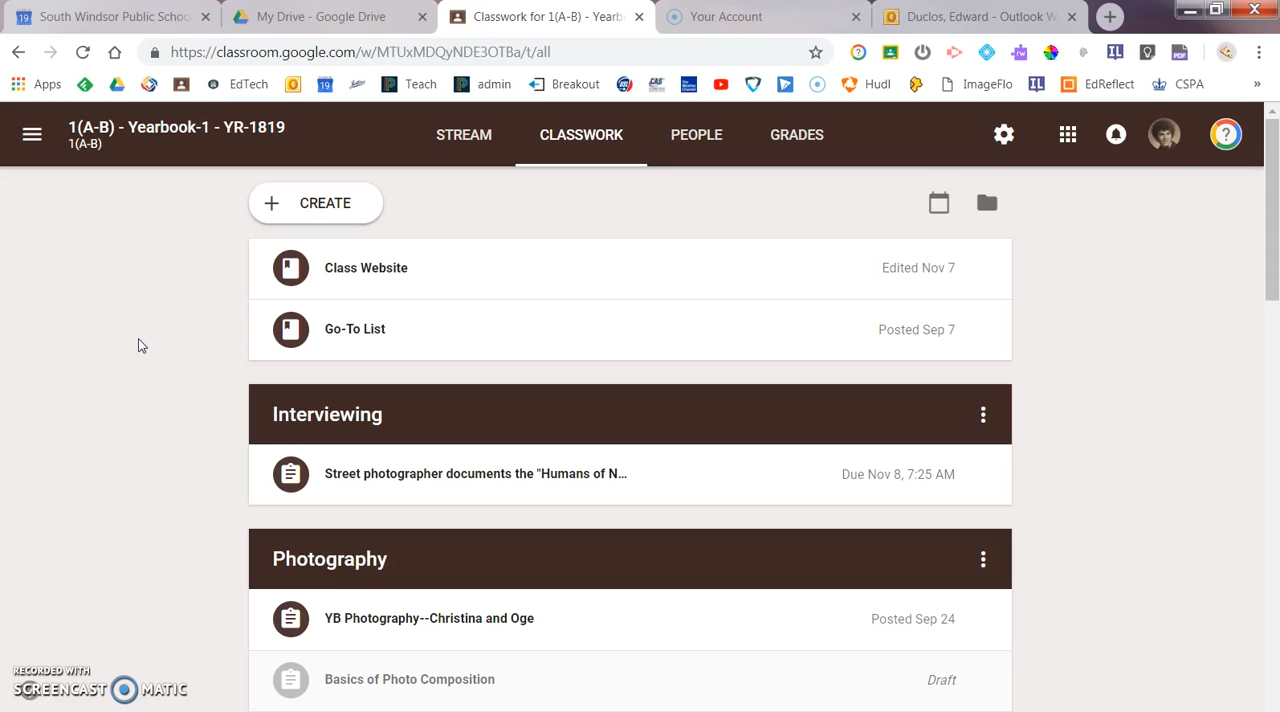 South Windsor Public Schoo
My Drive - Google Drive
Classwork for 1(A-B) - Yearb
Your Account
Duclos, Edward - Outlook W
https://classroom.google.com/w/MTUxMDQyNDE3OTBa/t/all
Apps
EdTech
Teach
admin
Breakout
Hudl
ImageFlo
IL
EdReflect
CSPA
»
1(A-B) - Yearbook-1 - YR-1819
1(A-B)
STREAM
CLASSWORK
PEOPLE
GRADES
+ CREATE
Class Website
Edited Nov 7
Go-To List
Posted Sep 7
Interviewing
Street photographer documents the "Humans of N...
Due Nov 8, 7:25 AM
Photography
YB Photography--Christina and Oge
Posted Sep 24
Basics of Photo Composition
Draft
RECORDED WITH
SCREENCAST MATIC